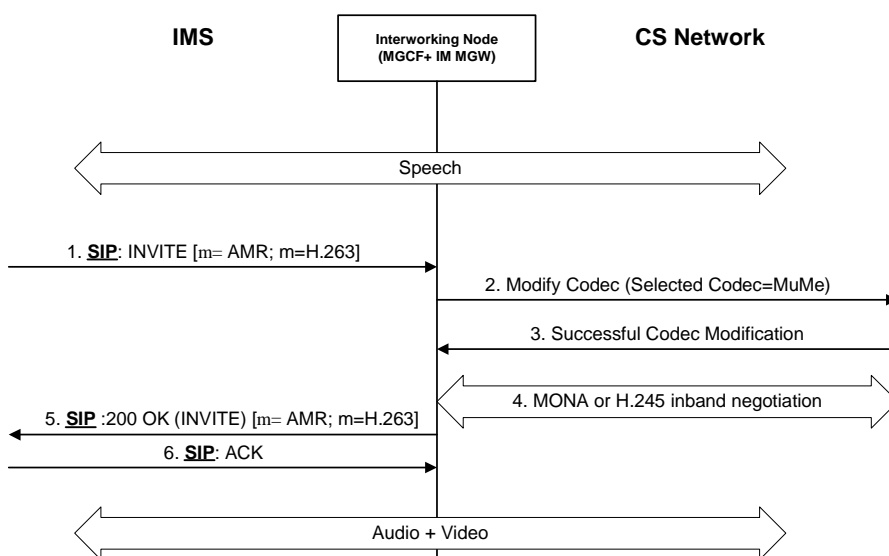 IMS
Interworking Node
(MGCF+ IM MGW)
CS Network
Speech
1. SIP: INVITE [m= AMR; m=H.263]
2. Modify Codec (Selected Codec=MuMe)
3. Successful Codec Modification
4. MONA or H.245 inband negotiation
5. SIP :200 OK (INVITE) [m= AMR; m=H.263]
6. SIP: ACK
Audio + Video